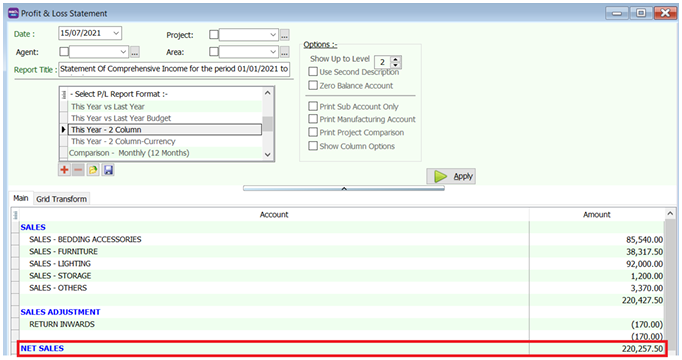 Profit & Loss Statement
Date : 15/07/2021 Project: ...
Agent: ... Area: ...
Report Title : Statement Of Comprehensive Income for the period 01/01/2021 to
Options :-
Show Up to Level 2
Use Second Description
Zero Balance Account
Print Sub Account Only
Print Manufacturing Account
Print Project Comparison
Show Column Options
- Select P/L Report Format :-
This Year vs Last Year
This Year vs Last Year Budget
This Year - 2 Column
This Year - 2 Column-Currency
Comparison - Monthly (12 Months)
Apply
Main Grid Transform
Account Amount
SALES
SALES - BEDDING ACCESSORIES 85,540.00
SALES - FURNITURE 38,317.50
SALES - LIGHTING 92,000.00
SALES - STORAGE 1,200.00
SALES - OTHERS 3,370.00
220,427.50
SALES ADJUSTMENT
RETURN INWARDS (170.00)
(170.00)
NET SALES 220,257.50